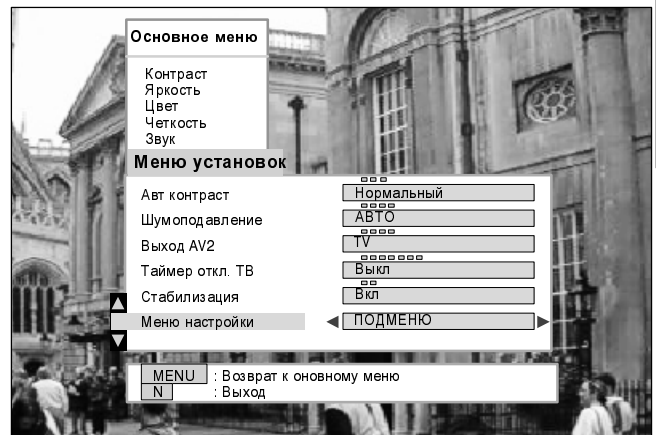 Основное меню
Контраст
Яркость
Цвет
Четкость
Звук
Меню установок
Авт контраст Нормальный
Шумоподавление АВТО
Выход AV2 TV
Таймер откл. ТВ Выкл
Стабилизация Вкл
Меню настройки ПОДМЕНЮ
MENU : Возврат к оновному меню
N : Выход